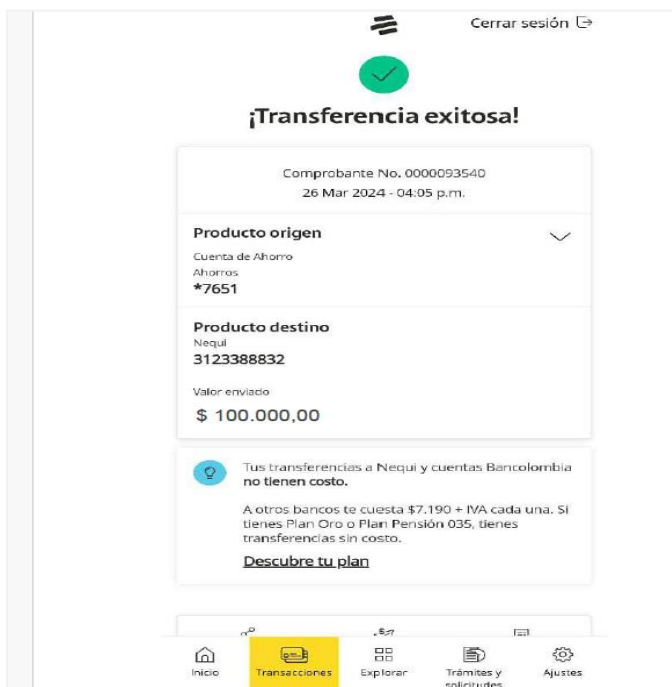 Cerrar sesión
¡Transferencia exitosa!
Comprobante No. 0000093540
26 Mar 2024 - 04:05 p.m.
Producto origen
Cuenta de Ahorro
Ahorros
*7651
Producto destino
Nequi
3123388832
Valor enviado
$ 100.000,00
Tus transferencias a Nequi y cuentas Bancolombia
no tienen costo.
A otros bancos te cuesta $7.190 + IVA cada una. Si
tienes Plan Oro o Plan Pensión 035, tienes
transferencias sin costo.
Descubre tu plan
Inicio
Transacciones
Explorar
Trámites y
solicitudes
Ajustes